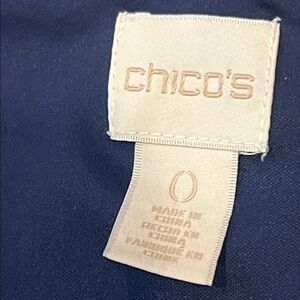 chico's
0
MADE IN
CHINA
HECHO EN
CHINA
FABRIQUE EN
CHINE